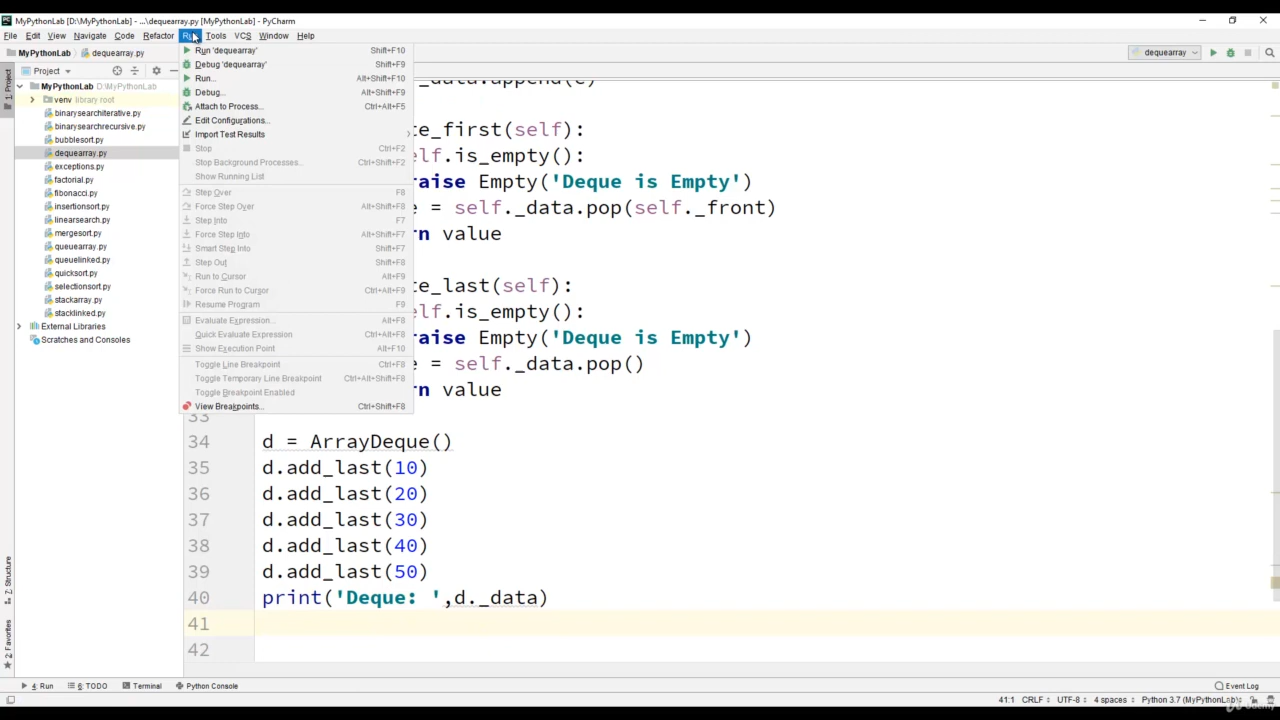 MyPythonLab [D:\MyPythonLab] - ...\dequearray.py [MyPythonLab] - PyCharm
File Edit View Navigate Code Refactor Run Tools VCS Window Help
MyPythonLab dequearray.py
dequearray
Project
1: Project
MyPythonLab D:\MyPythonLab
venv library root
binarysearchiterative.py
binarysearchrecursive.py
bubblesort.py
dequearray.py
exceptions.py
factorial.py
fibonacci.py
insertionsort.py
linearsearch.py
mergesort.py
queuearray.py
queuelinked.py
quicksort.py
selectionsort.py
stackarray.py
stacklinked.py
External Libraries
Scratches and Consoles
Run 'dequearray' Shift+F10
Debug 'dequearray' Shift+F9
Run... Alt+Shift+F10
Debug... Alt+Shift+F9
Attach to Process... Ctrl+Alt+F5
Edit Configurations...
Import Test Results
Stop Ctrl+F2
Stop Background Processes... Ctrl+Shift+F2
Show Running List
Step Over F8
Force Step Over Alt+Shift+F8
Step Into F7
Force Step Into Alt+Shift+F7
Smart Step Into Shift+F7
Step Out Shift+F8
Run to Cursor Alt+F9
Force Run to Cursor Ctrl+Alt+F9
Resume Program F9
Evaluate Expression... Alt+F8
Quick Evaluate Expression Ctrl+Alt+F8
Show Execution Point Alt+F10
Toggle Line Breakpoint Ctrl+F8
Toggle Temporary Line Breakpoint Ctrl+Alt+Shift+F8
Toggle Breakpoint Enabled
View Breakpoints... Ctrl+Shift+F8
_data.append(e)
te_first(self):
elf.is_empty():
raise Empty('Deque is Empty')
e = self._data.pop(self._front)
rn value
te_last(self):
elf.is_empty():
raise Empty('Deque is Empty')
e = self._data.pop()
rn value
33
34 d = ArrayDeque()
35 d.add_last(10)
36 d.add_last(20)
37 d.add_last(30)
38 d.add_last(40)
39 d.add_last(50)
40 print('Deque: ',d._data)
41
42
7: Structure
2: Favorites
4: Run 6: TODO Terminal Python Console Event Log
41:1 CRLF UTF-8 4 spaces Python 3.7 (MyPythonLab)
Udemy